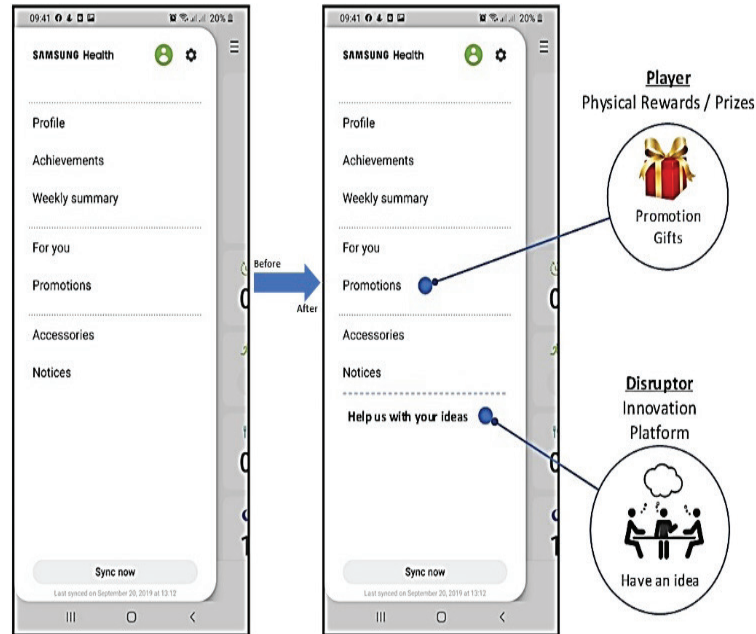 09:41 20%
SAMSUNG Health
Profile
Achievements
Weekly summary
For you
Promotions
Accessories
Notices
Sync now
Last synced on September 20, 2019 at 13:12
Before
After
09:41 20%
SAMSUNG Health
Profile
Achievements
Weekly summary
For you
Promotions
Accessories
Notices
Help us with your ideas
Sync now
Last synced on September 20, 2019 at 13:12
Player
Physical Rewards / Prizes
Promotion
Gifts
Disruptor
Innovation
Platform
Have an idea